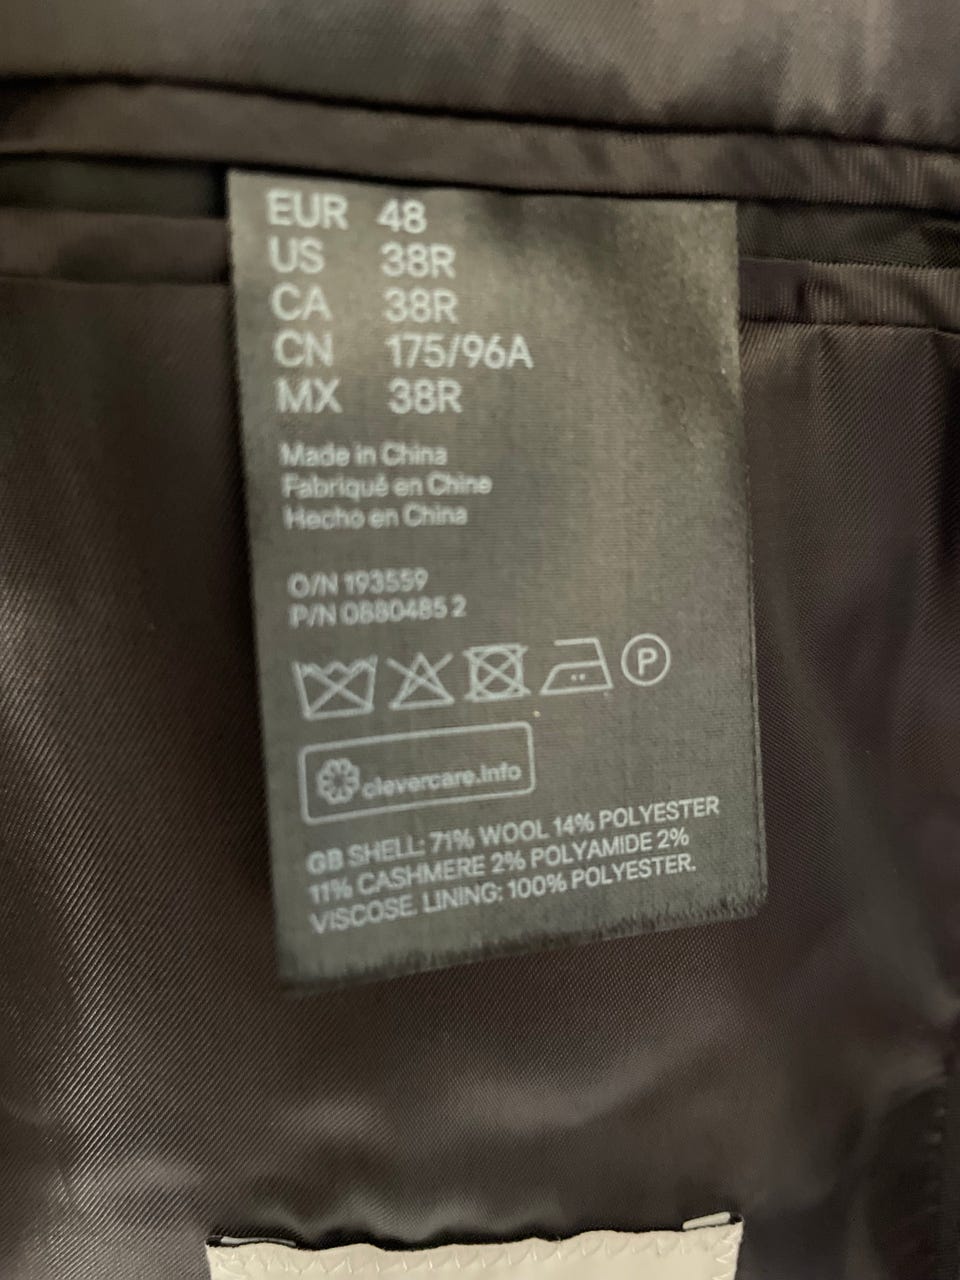 EUR 48
US 38R
CA 38R
CN 175/96A
MX 38R
Made in China
Fabriqué en Chine
Hecho en China
O/N 193559
P/N 0880485 2
P
clevercare.info
GB SHELL: 71% WOOL 14% POLYESTER
11% CASHMERE 2% POLYAMIDE 2%
VISCOSE. LINING: 100% POLYESTER.